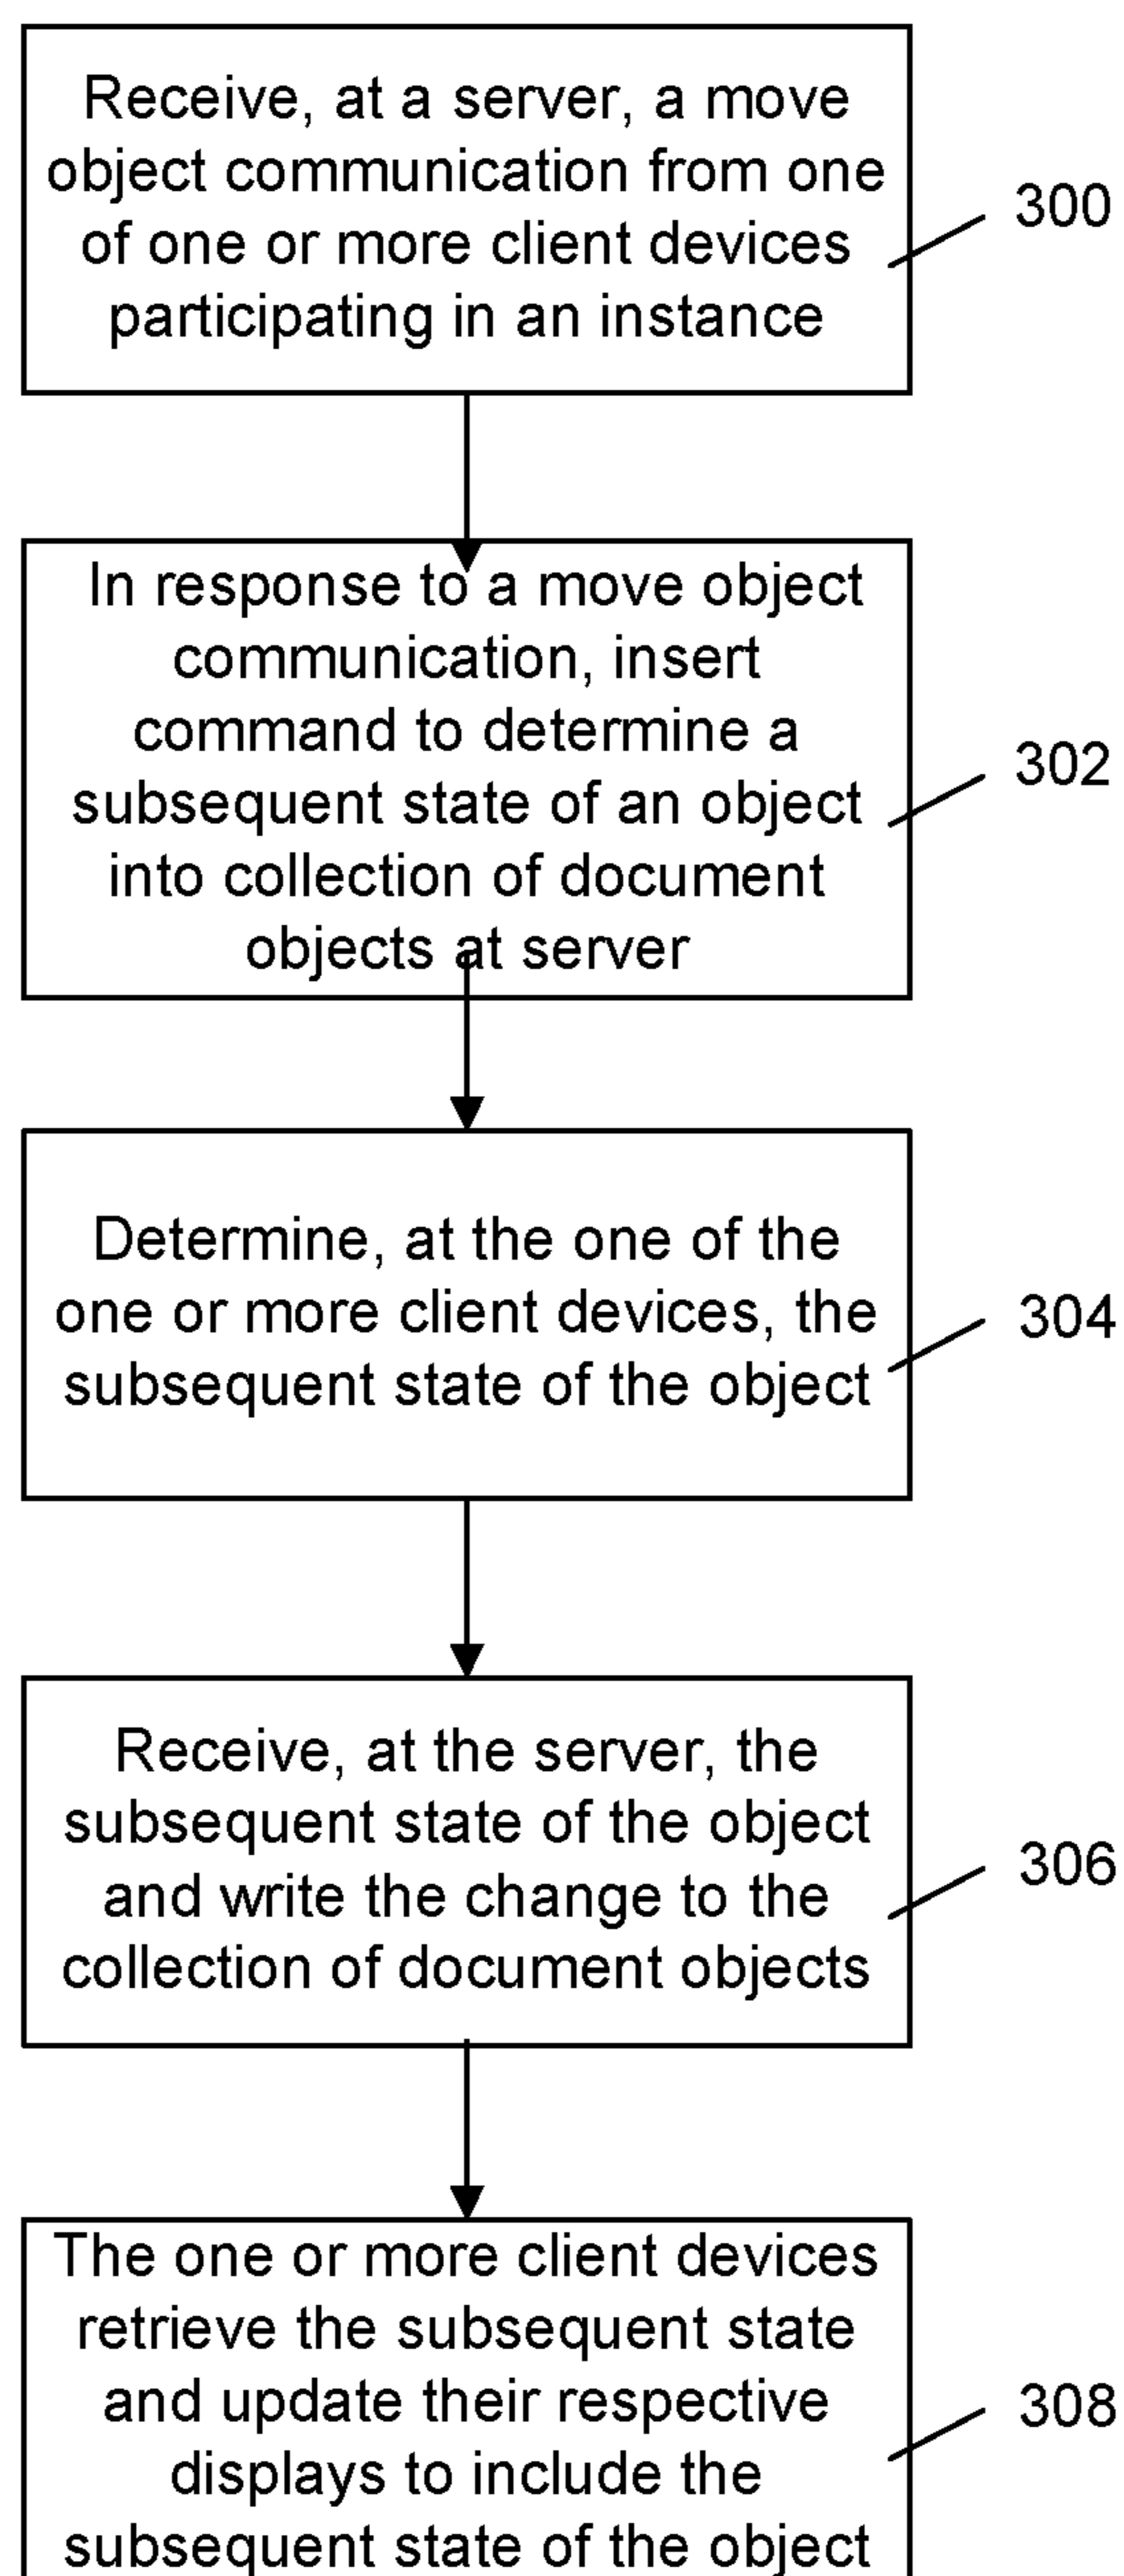 Receive, at a server, a move
object communication from one
of one or more client devices
participating in an instance
300
In response to a move object
communication, insert
command to determine a
subsequent state of an object
into collection of document
objects at server
302
Determine, at the one of the
one or more client devices, the
subsequent state of the object
304
Receive, at the server, the
subsequent state of the object
and write the change to the
collection of document objects
306
The one or more client devices
retrieve the subsequent state
and update their respective
displays to include the
subsequent state of the object
308